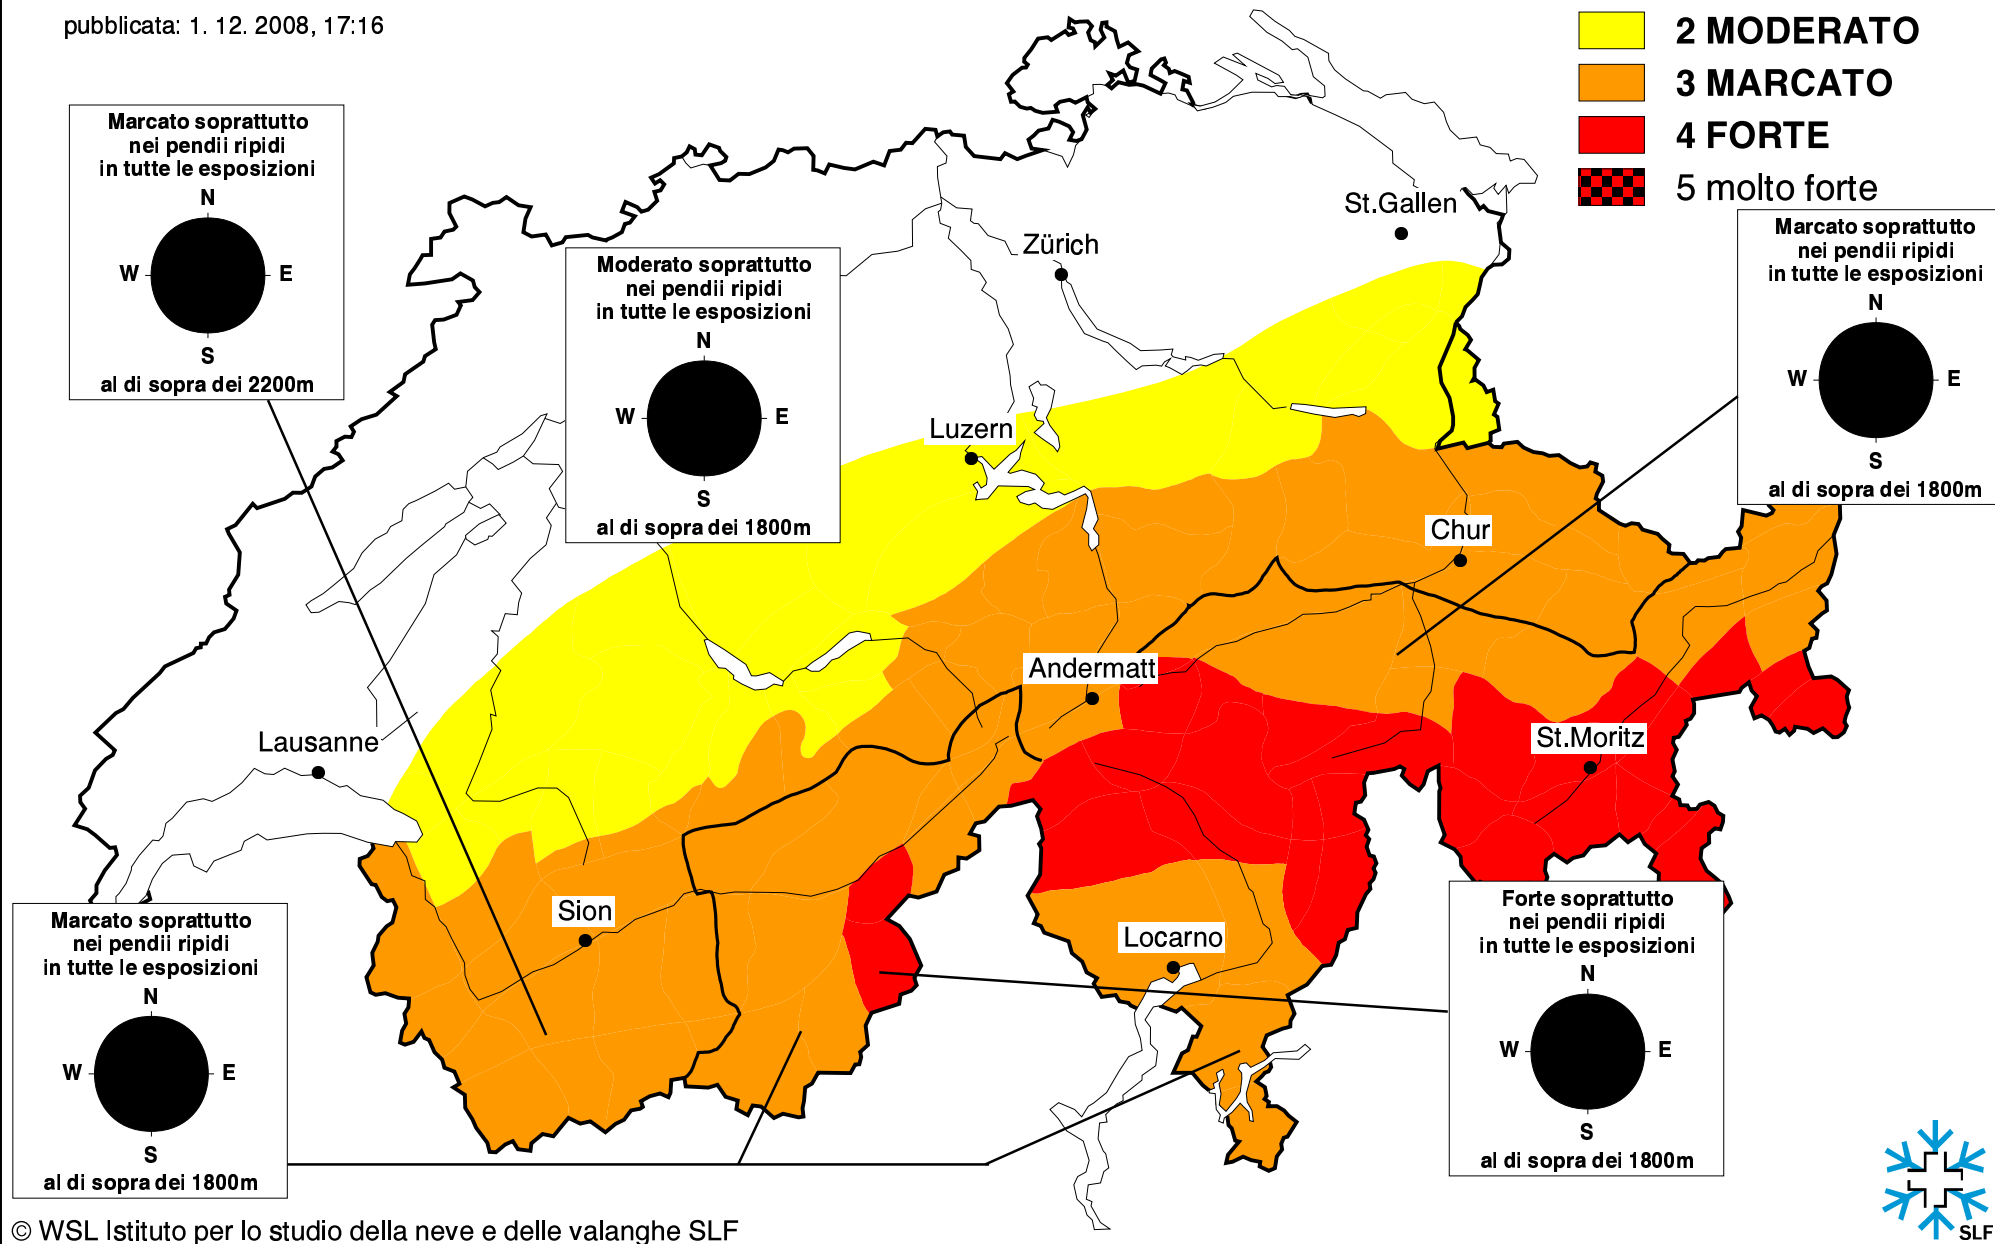 pubblicata: 1. 12. 2008, 17:16
2 MODERATO
3 MARCATO
4 FORTE
5 molto forte
Marcato soprattutto
nei pendii ripidi
in tutte le esposizioni
N
W E
S
al di sopra dei 2200m
Moderato soprattutto
nei pendii ripidi
in tutte le esposizioni
N
W E
S
al di sopra dei 1800m
Marcato soprattutto
nei pendii ripidi
in tutte le esposizioni
N
W E
S
al di sopra dei 1800m
St.Gallen
Zürich
Luzern
Chur
Andermatt
St.Moritz
Lausanne
Sion
Locarno
Marcato soprattutto
nei pendii ripidi
in tutte le esposizioni
N
W E
S
al di sopra dei 1800m
Forte soprattutto
nei pendii ripidi
in tutte le esposizioni
N
W E
S
al di sopra dei 1800m
© WSL Istituto per lo studio della neve e delle valanghe SLF
SLF